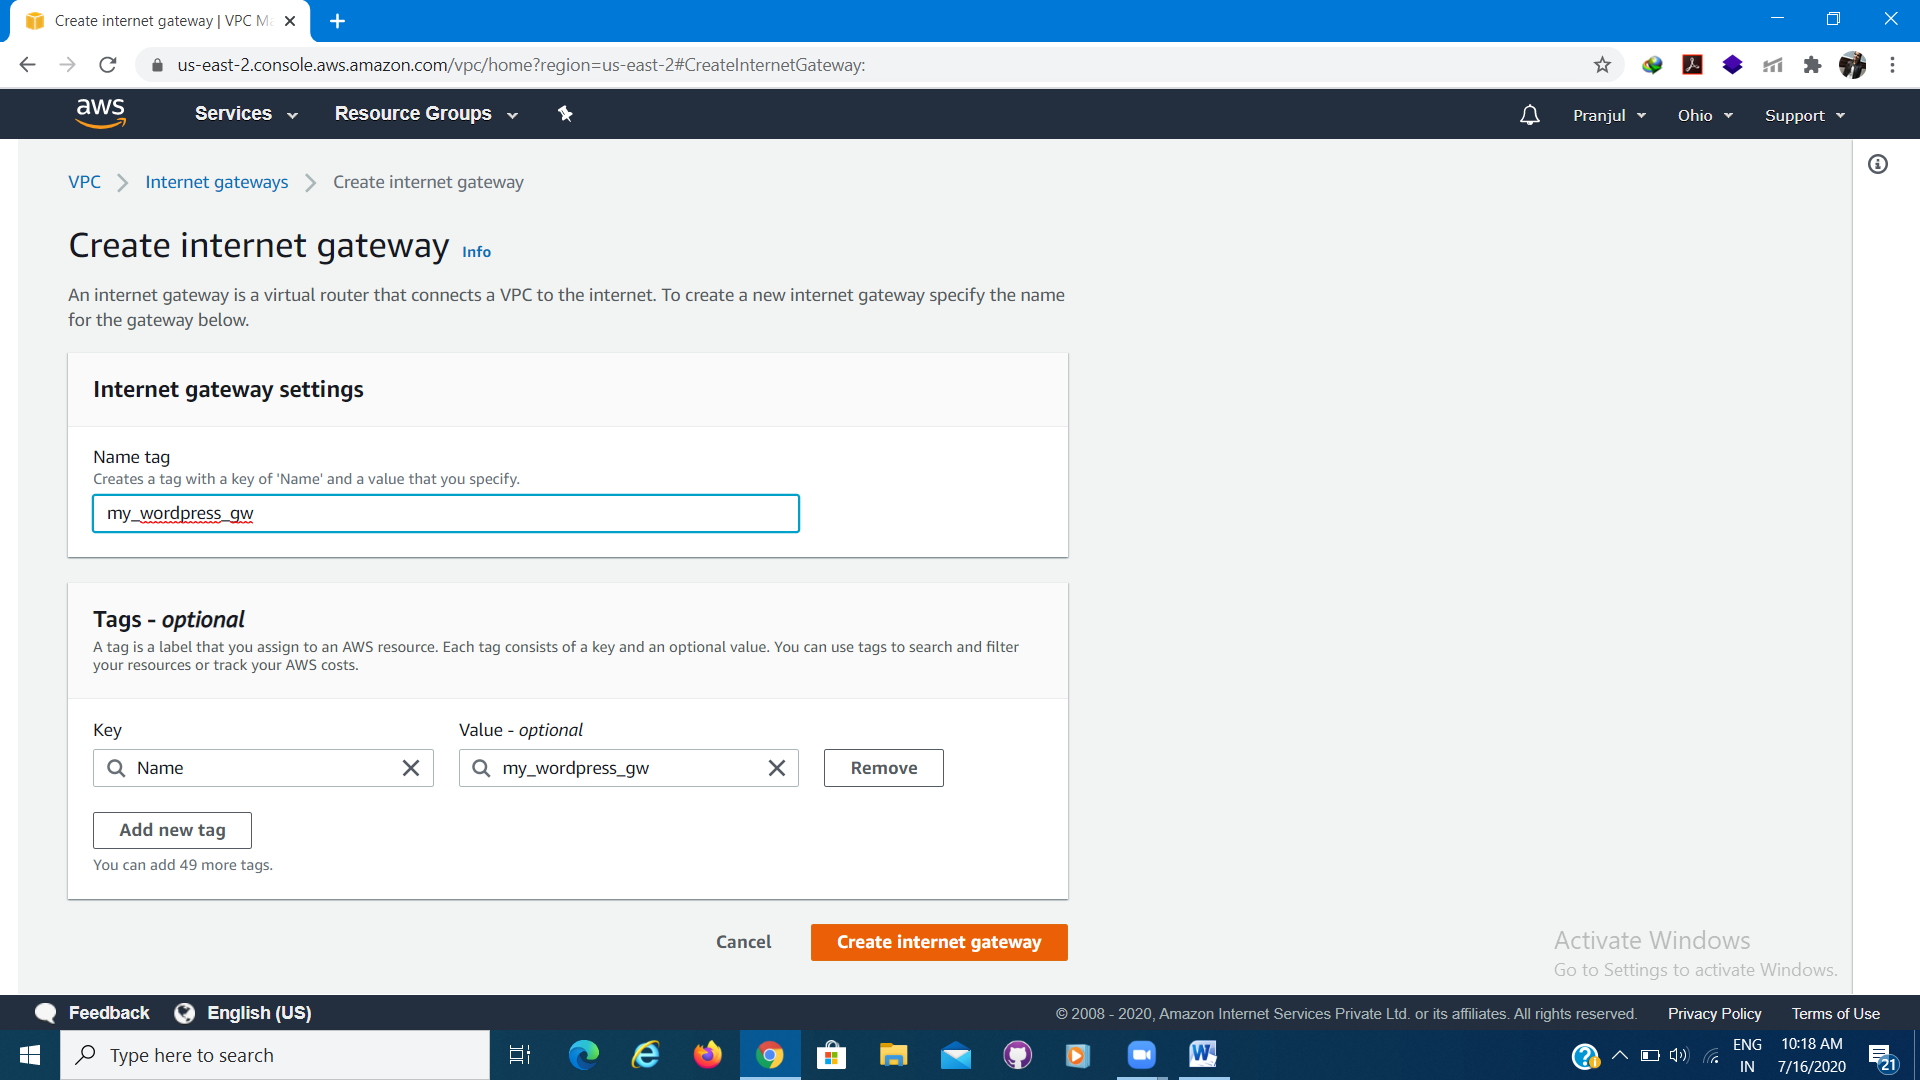 Create internet gateway | VPC M
us-east-2.console.aws.amazon.com/vpc/home?region=us-east-2#CreateInternetGateway:
aws
Services
Resource Groups
Pranjul
Ohio
Support
VPC
Internet gateways
Create internet gateway
Create internet gateway Info
An internet gateway is a virtual router that connects a VPC to the internet. To create a new internet gateway specify the name
for the gateway below.
Internet gateway settings
Name tag
Creates a tag with a key of 'Name' and a value that you specify.
my_wordpress_gw
Tags - optional
A tag is a label that you assign to an AWS resource. Each tag consists of a key and an optional value. You can use tags to search and filter
your resources or track your AWS costs.
Key
Value - optional
Name
my_wordpress_gw
Remove
Add new tag
You can add 49 more tags.
Cancel
Create internet gateway
Activate Windows
Go to Settings to activate Windows.
Feedback
English (US)
© 2008 - 2020, Amazon Internet Services Private Ltd. or its affiliates. All rights reserved.
Privacy Policy
Terms of Use
Type here to search
ENG
IN
10:18 AM
7/16/2020
21